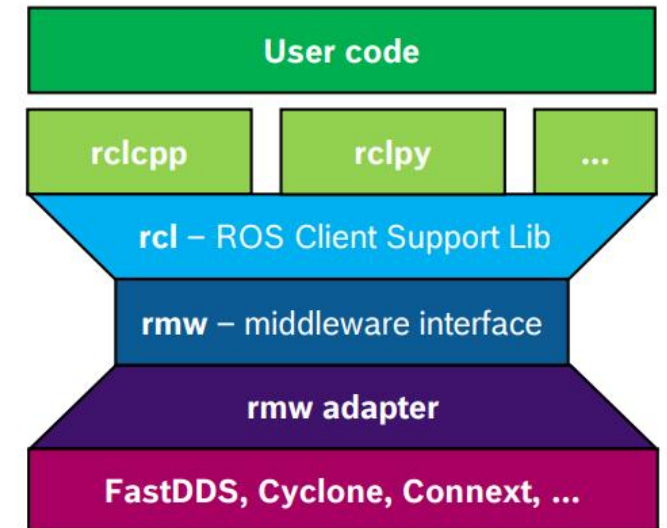 User code
rclcpp
rclpy
...
rcl – ROS Client Support Lib
rmw – middleware interface
rmw adapter
FastDDS, Cyclone, Connext, ...